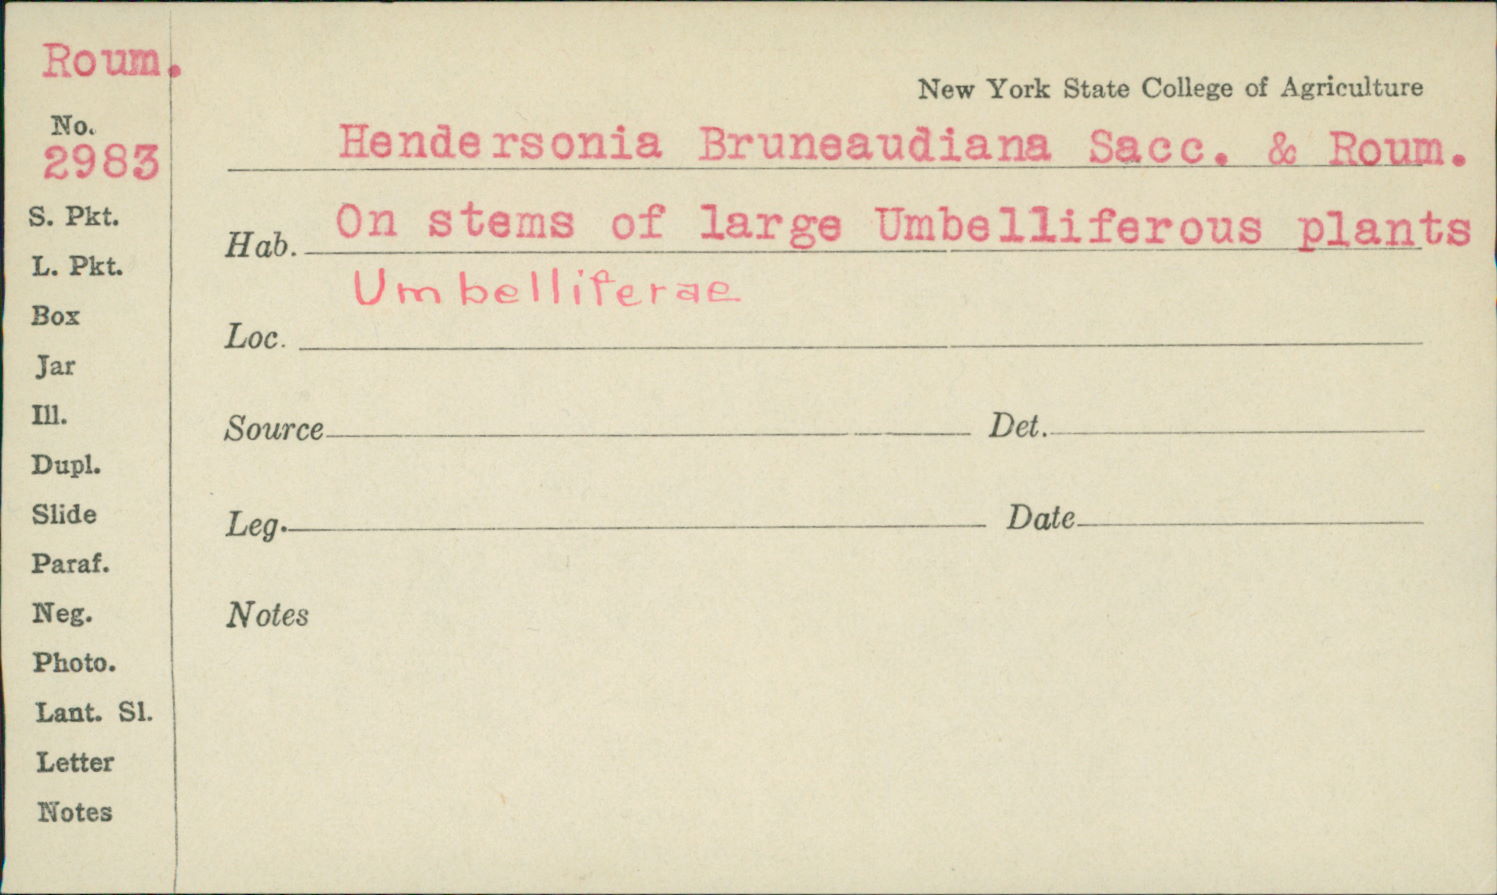 Roum.
New York State College of Agriculture
No.
2983
Hendersonia Bruneaudiana Sacc. & Roum.
S. Pkt.
Hab. On stems of large Umbelliferous plants
L. Pkt.
Umbelliferae
Box
Loc.
Jar
Ill.
Source Det.
Dupl.
Slide
Leg. Date
Paraf.
Neg.
Notes
Photo.
Lant. Sl.
Letter
Notes